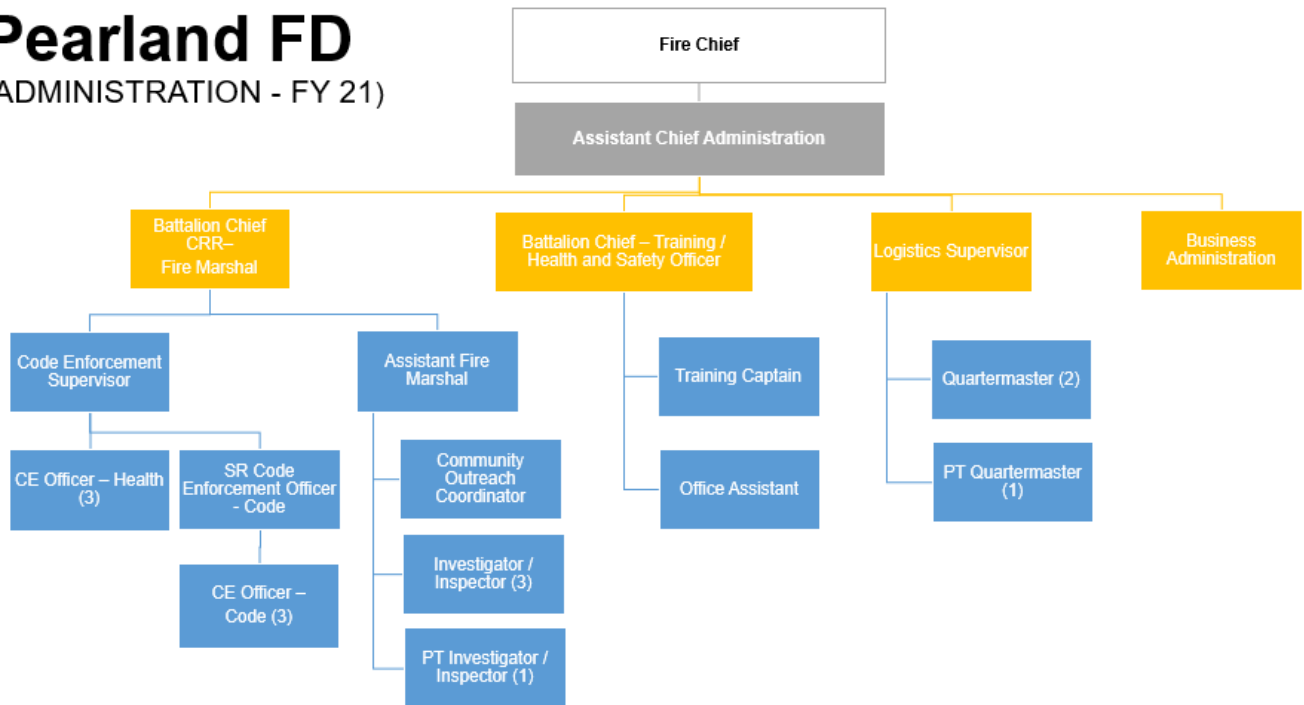 Pearland FD
ADMINISTRATION - FY 21)
Fire Chief
Assistant Chief Administration
Battalion Chief
CRR–
Fire Marshal
Battalion Chief – Training /
Health and Safety Officer
Logistics Supervisor
Business
Administration
Code Enforcement
Supervisor
Assistant Fire
Marshal
Training Captain
Quartermaster (2)
CE Officer – Health
(3)
SR Code
Enforcement Officer
- Code
Community
Outreach
Coordinator
Office Assistant
PT Quartermaster
(1)
CE Officer –
Code (3)
Investigator /
Inspector (3)
PT Investigator /
Inspector (1)